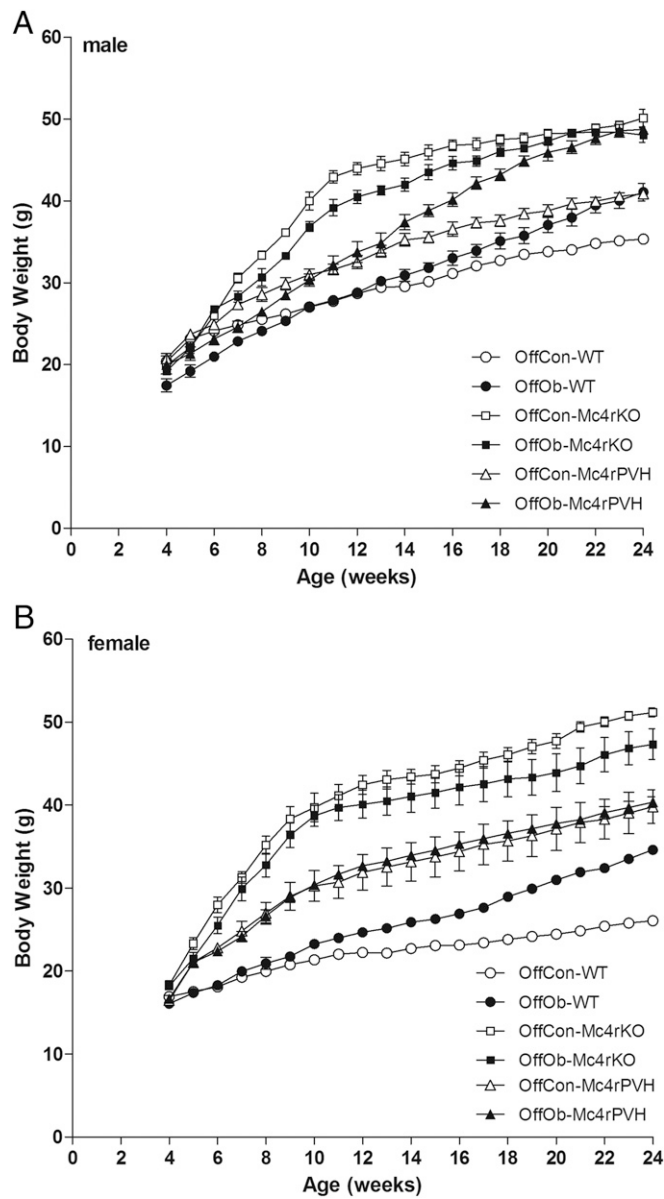 A
male
60
50
40
30
20
10
0
Body Weight (g)
OffCon-WT
OffOb-WT
OffCon-Mc4rKO
OffOb-Mc4rKO
OffCon-Mc4rPVH
OffOb-Mc4rPVH
0 2 4 6 8 10 12 14 16 18 20 22 24
Age (weeks)
B
female
60
50
40
30
20
10
0
Body Weight (g)
OffCon-WT
OffOb-WT
OffCon-Mc4rKO
OffOb-Mc4rKO
OffCon-Mc4rPVH
OffOb-Mc4rPVH
0 2 4 6 8 10 12 14 16 18 20 22 24
Age (weeks)